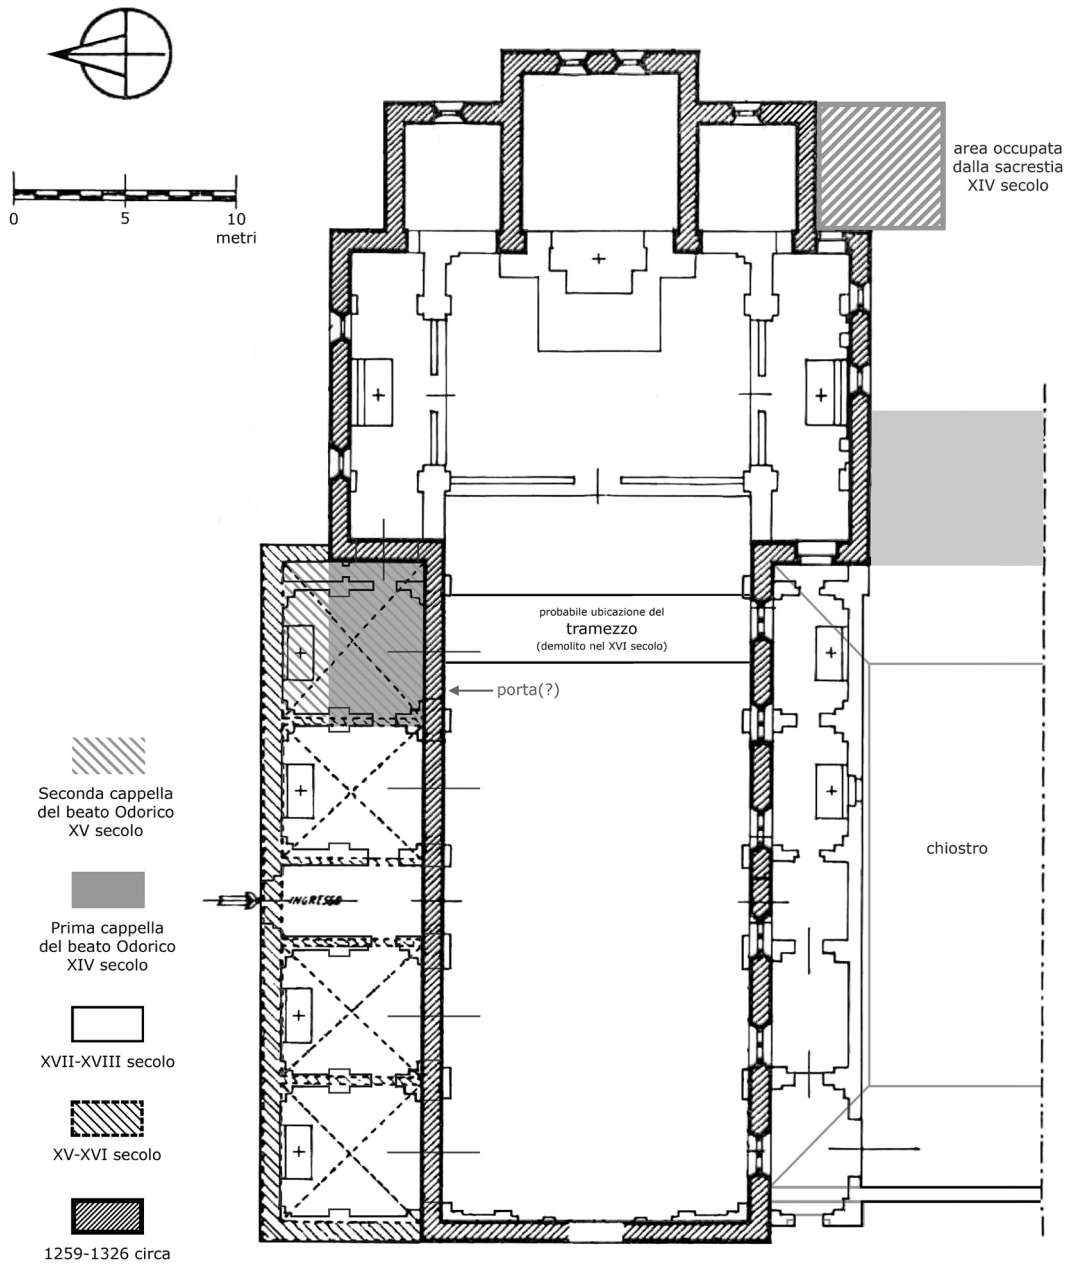 area occupata
dalla sacrestia
XIV secolo
0 5 10
metri
probabile ubicazione del
tramezzo
(demolito nel XVI secolo)
porta(?)
Seconda cappella
del beato Odorico
XV secolo
chiostro
INGRESSO
Prima cappella
del beato Odorico
XIV secolo
XVII-XVIII secolo
XV-XVI secolo
1259-1326 circa